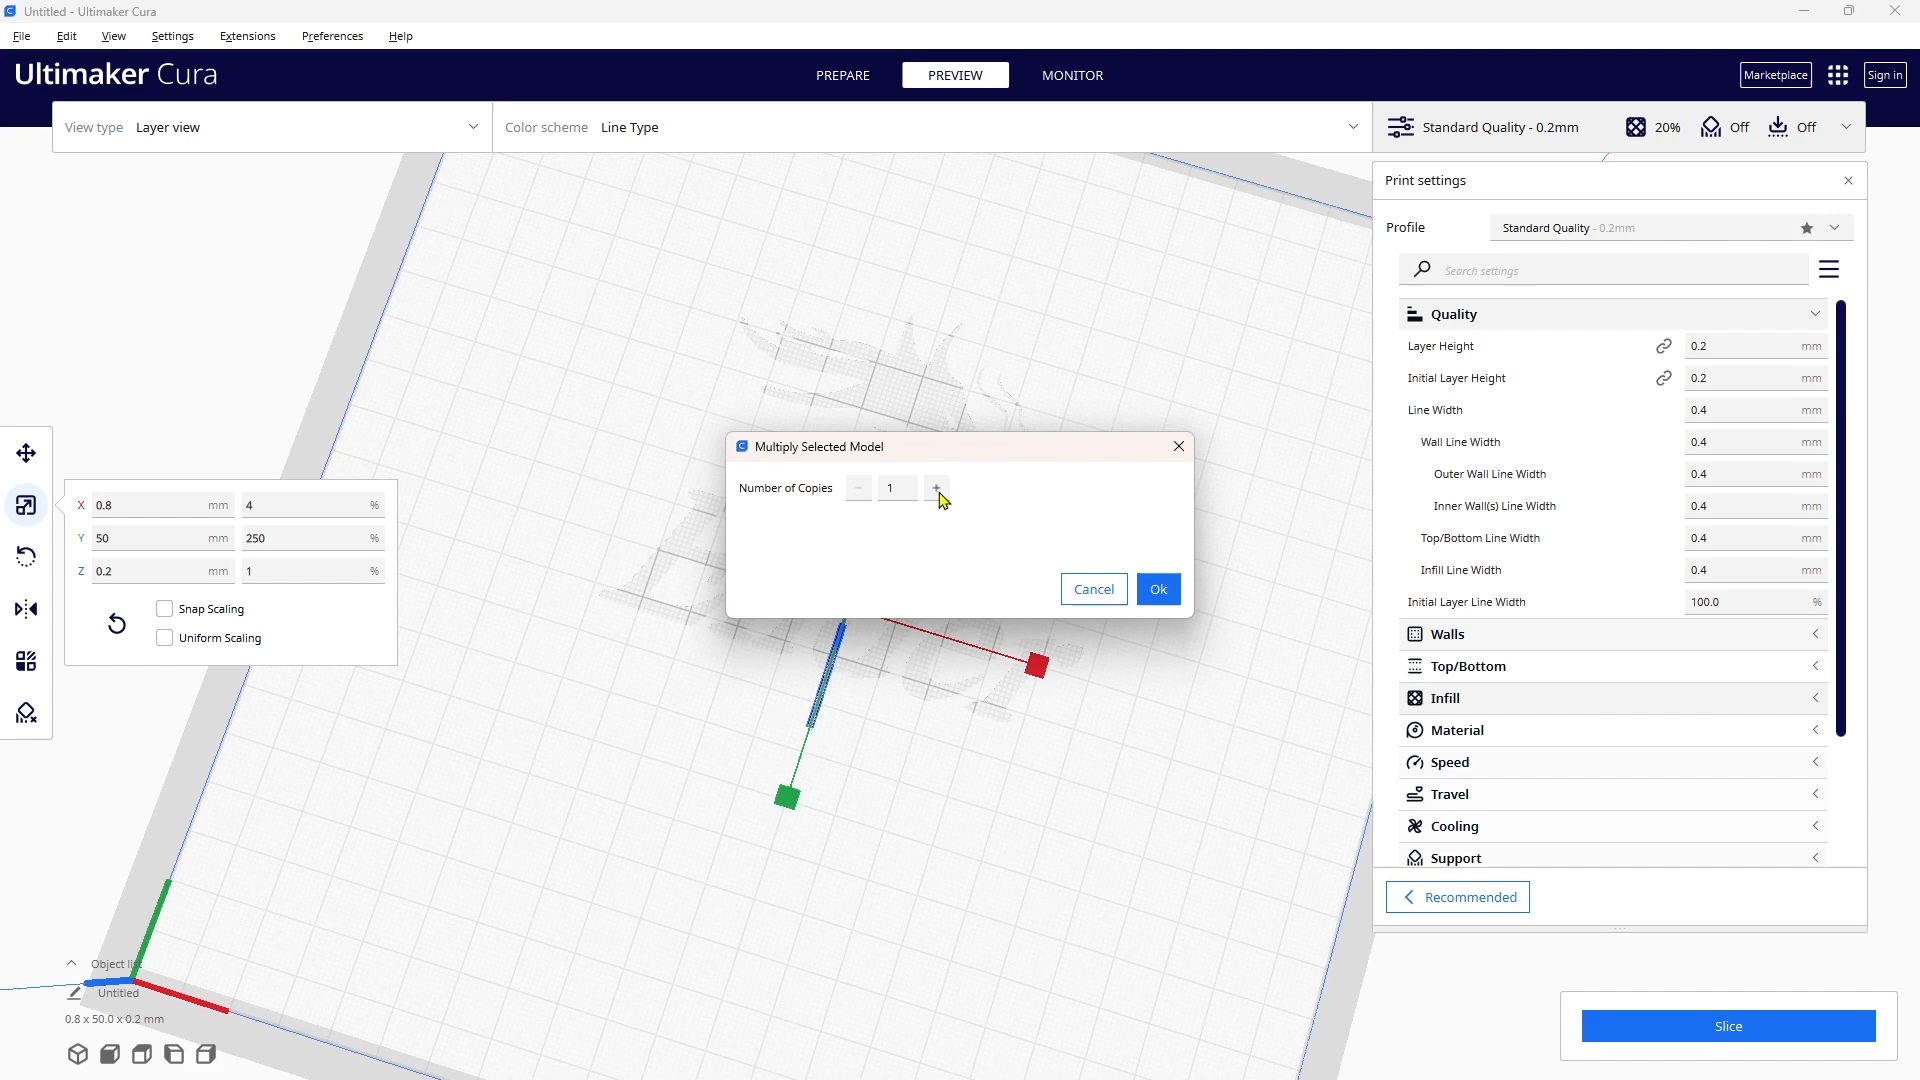 Untitled - Ultimaker Cura
File Edit View Settings Extensions Preferences Help
Ultimaker Cura
PREPARE PREVIEW MONITOR
Marketplace Sign in
View type Layer view
Color scheme Line Type
Standard Quality - 0.2mm 20% Off Off
Print settings
Profile Standard Quality - 0.2mm
Search settings
Quality
Layer Height 0.2 mm
Initial Layer Height 0.2 mm
Line Width 0.4 mm
Wall Line Width 0.4 mm
Outer Wall Line Width 0.4 mm
Inner Wall(s) Line Width 0.4 mm
Top/Bottom Line Width 0.4 mm
Infill Line Width 0.4 mm
Initial Layer Line Width 100.0 %
Walls
Top/Bottom
Infill
Material
Speed
Travel
Cooling
Support
Recommended
Multiply Selected Model
Number of Copies - 1 +
Cancel Ok
X 0.8 mm 4 %
Y 50 mm 250 %
Z 0.2 mm 1 %
Snap Scaling
Uniform Scaling
Object list
Untitled
0.8 x 50.0 x 0.2 mm
Slice